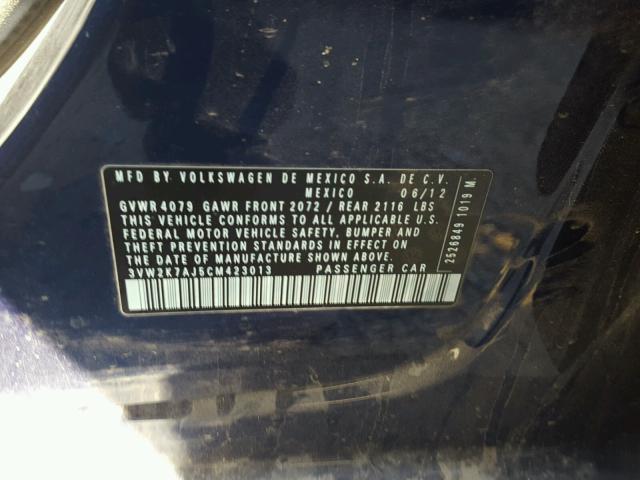 MFD BY VOLKSWAGEN DE MEXICO S.A. DE C.V.
MEXICO 06/12
GVWR 4079 GAWR FRONT 2072 / REAR 2116 LBS
THIS VEHICLE CONFORMS TO ALL APPLICABLE U.S.
FEDERAL MOTOR VEHICLE SAFETY, BUMPER AND
THEFT PREVENTION STANDARDS IN EFFECT ON
THE DATE OF MANUFACTURE SHOWN ABOVE.
3VW2K7AJ5CM423013 PASSENGER CAR
2526849 1019 M.